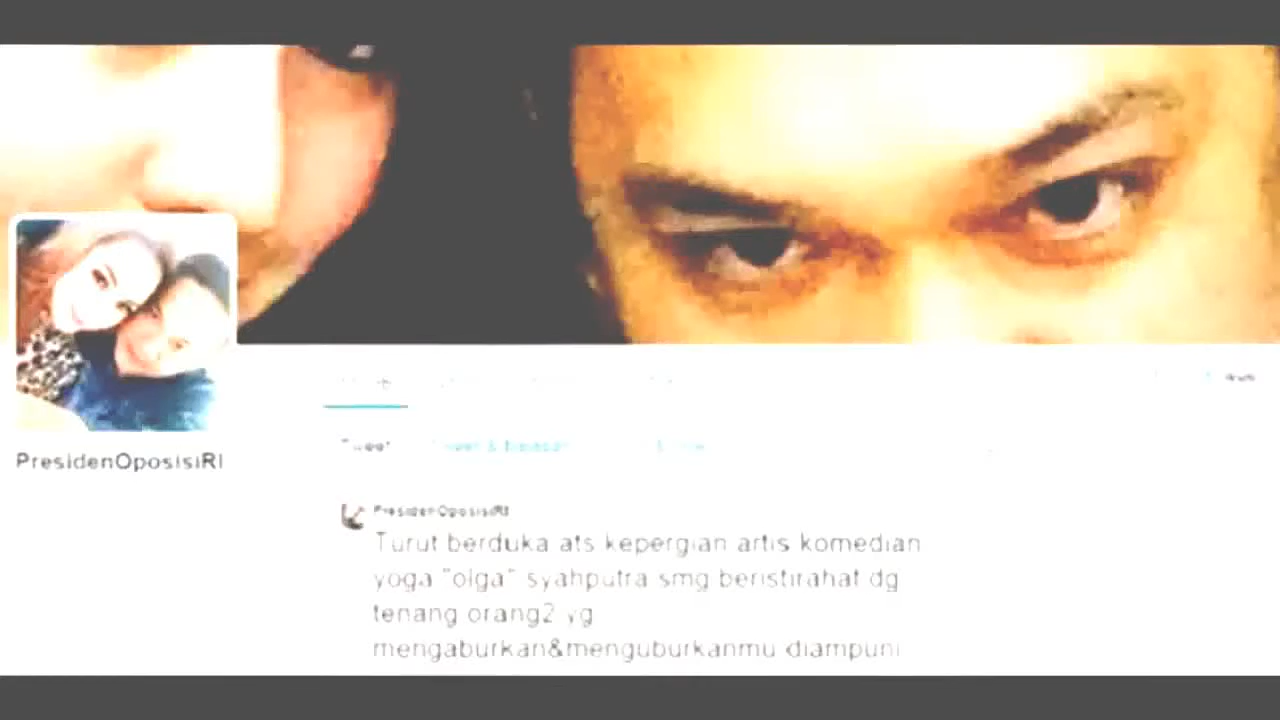 PresidenOposisiRI
Tweet
PresidenOposisiRI
Turut berduka ats kepergian artis komedian
yoga "olga" syahputra smg beristirahat dg
tenang orang2 yg
mengaburkan&menguburkanmu diampuni